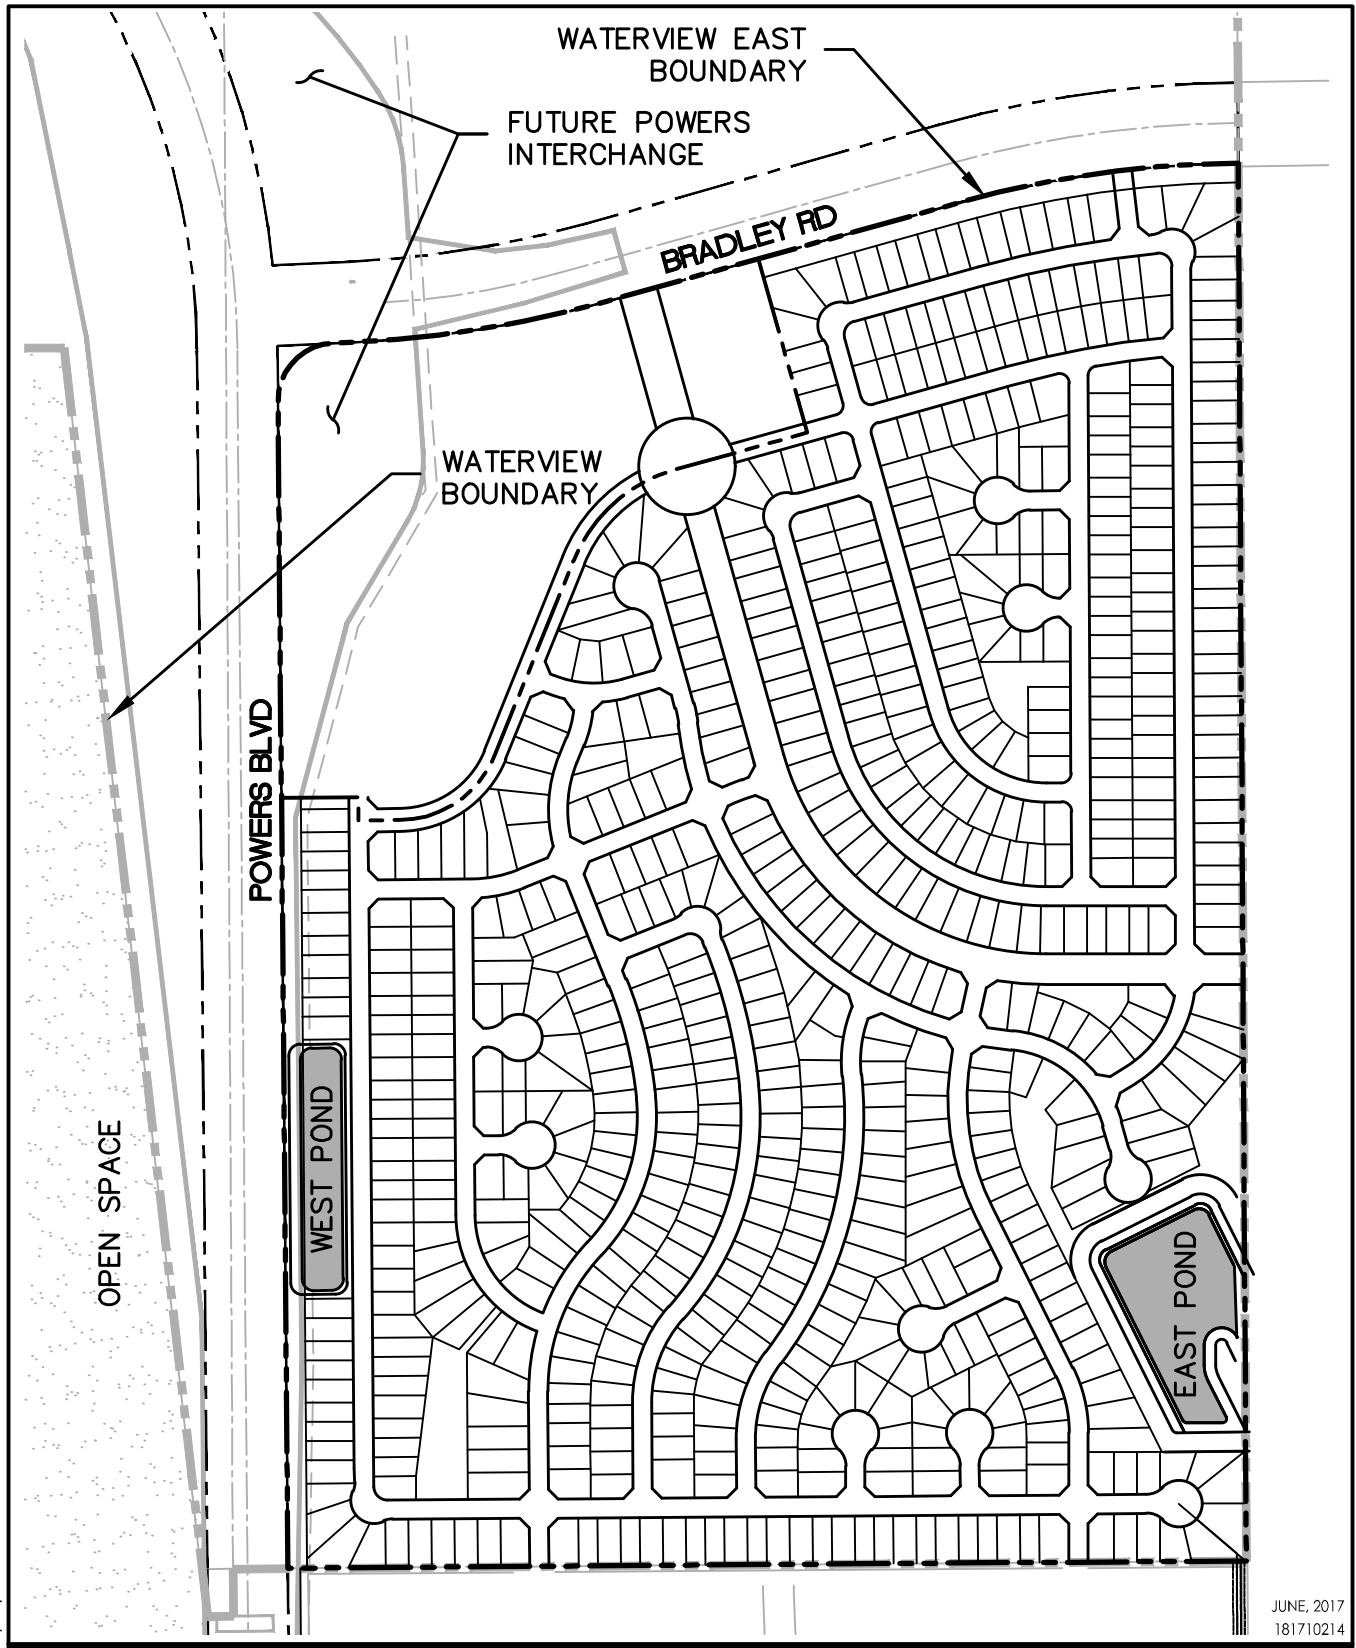 WATERVIEW EAST
BOUNDARY
FUTURE POWERS
INTERCHANGE
BRADLEY RD
WATERVIEW
BOUNDARY
POWERS BLVD
WEST POND
OPEN SPACE
EAST POND
JUNE, 2017
181710214